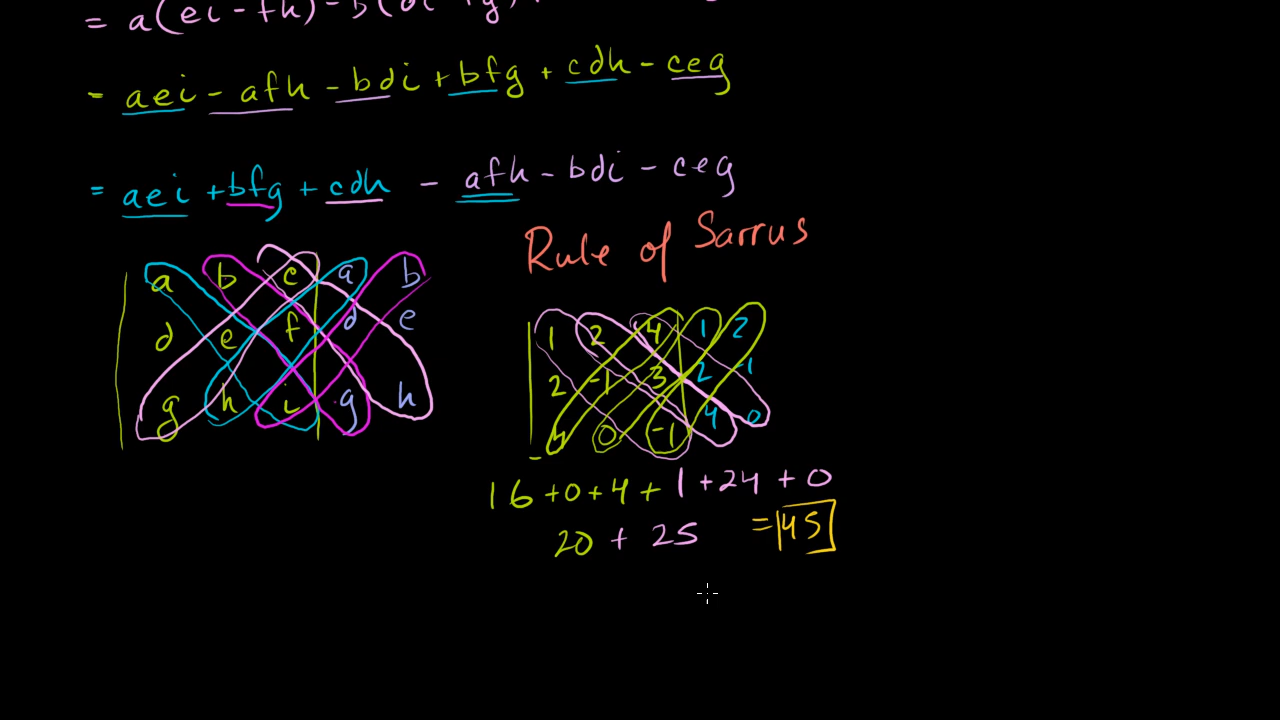 = a(ei - fh) - b(di - fg)
= aei - afh - bdi + bfg + cdh - ceg
= aei + bfg + cdh - afh - bdi - ceg
Rule of Sarrus
a b c a b
d e f d e
g h i g h
1 2 4 1 2
2 -1 3 2 -1
4 0 -1 4 0
16 + 0 + 4 + 1 + 24 + 0
20 + 25 = 45